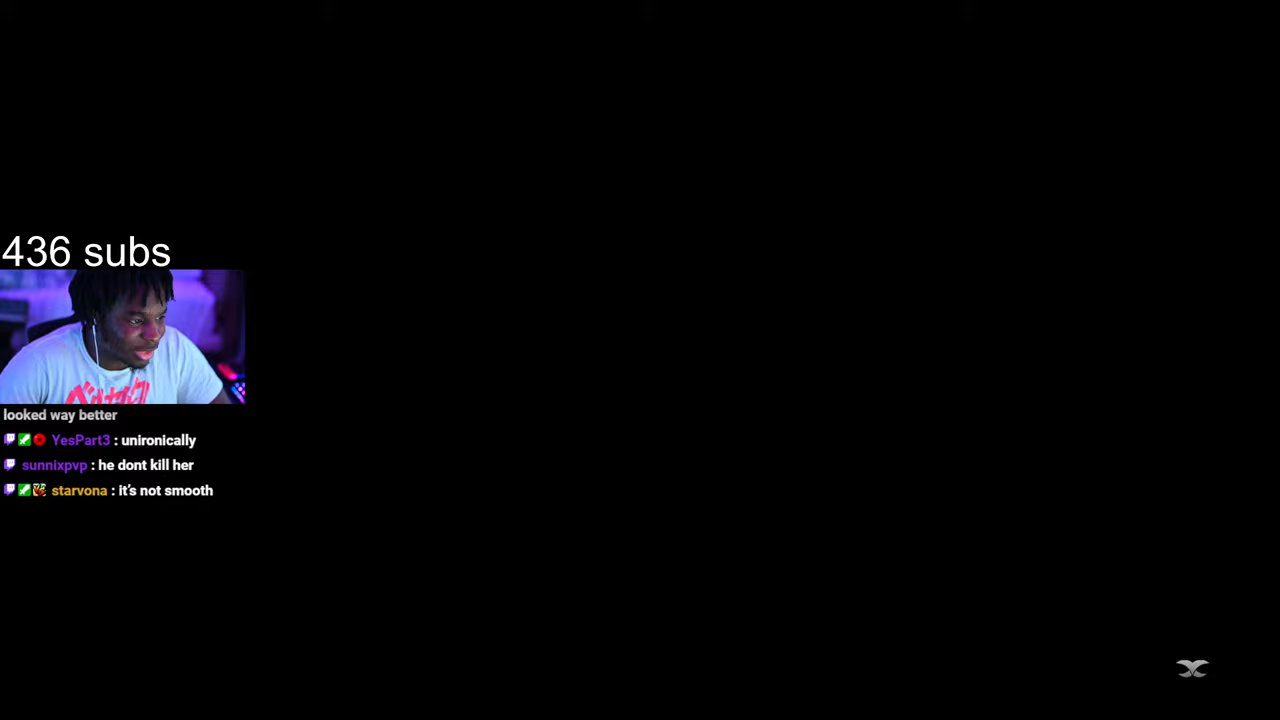 436 subs
looked way better
YesPart3 : unironically
sunnixpvp : he dont kill her
starvona : it's not smooth